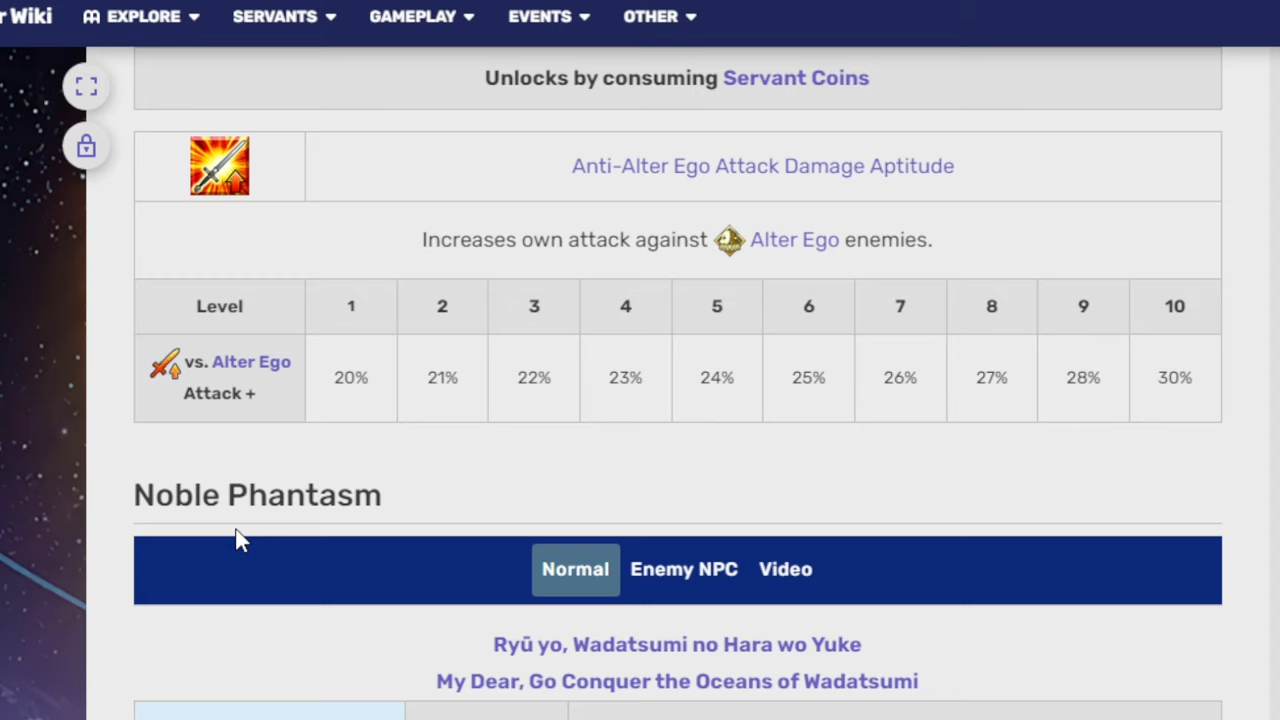 r Wiki EXPLORE SERVANTS GAMEPLAY EVENTS OTHER
Unlocks by consuming Servant Coins
Anti-Alter Ego Attack Damage Aptitude
Increases own attack against Alter Ego enemies.
Level 1 2 3 4 5 6 7 8 9 10
vs. Alter Ego
Attack + 20% 21% 22% 23% 24% 25% 26% 27% 28% 30%
Noble Phantasm
Normal Enemy NPC Video
Ryū yo, Wadatsumi no Hara wo Yuke
My Dear, Go Conquer the Oceans of Wadatsumi